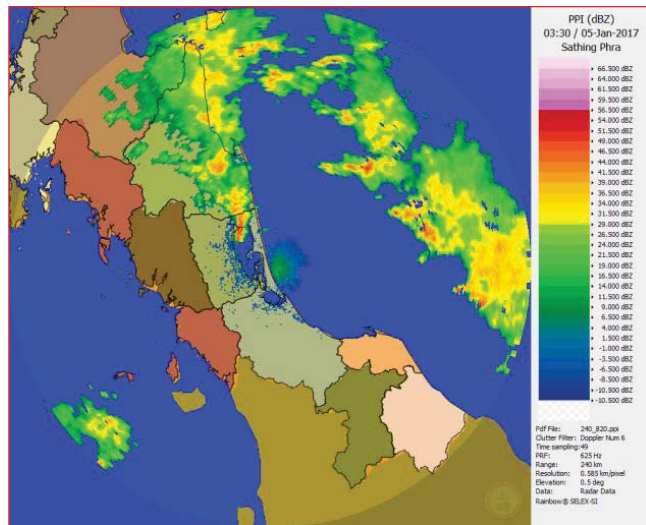 PPI (dBZ)
03:30 / 05-Jan-2017
Sathing Phra
66.500 dBZ
64.000 dBZ
61.500 dBZ
59.500 dBZ
56.500 dBZ
54.000 dBZ
49.000 dBZ
46.500 dBZ
44.000 dBZ
41.500 dBZ
39.000 dBZ
36.500 dBZ
34.000 dBZ
31.500 dBZ
29.000 dBZ
26.500 dBZ
24.000 dBZ
21.500 dBZ
19.000 dBZ
16.500 dBZ
14.000 dBZ
11.500 dBZ
9.000 dBZ
6.500 dBZ
4.000 dBZ
1.500 dBZ
-1.000 dBZ
-3.500 dBZ
-6.000 dBZ
-8.500 dBZ
-10.500 dBZ
Pdf File: 240_820.ppi
Clutter Filter: Doppler Num 6
Time sampling: 49
PRF: 625 Hz
Range: 240 km
Resolution: 0.585 km/pixel
Elevation: 0.5 deg
Data: Radar Data
Rainbow® SELEX-SI